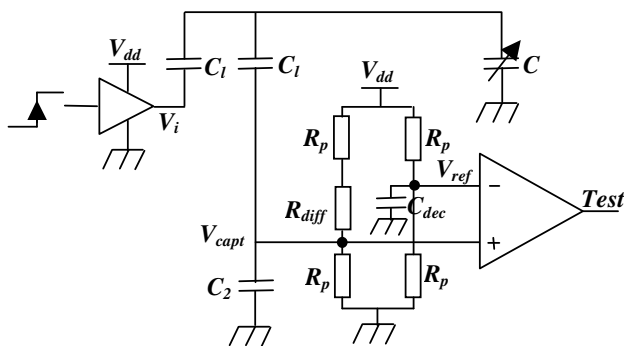 V_dd
C_l
C_l
C
V_i
V_dd
R_p
R_p
V_ref
R_diff
C_dec
V_capt
Test
C_2
R_p
R_p
−
+